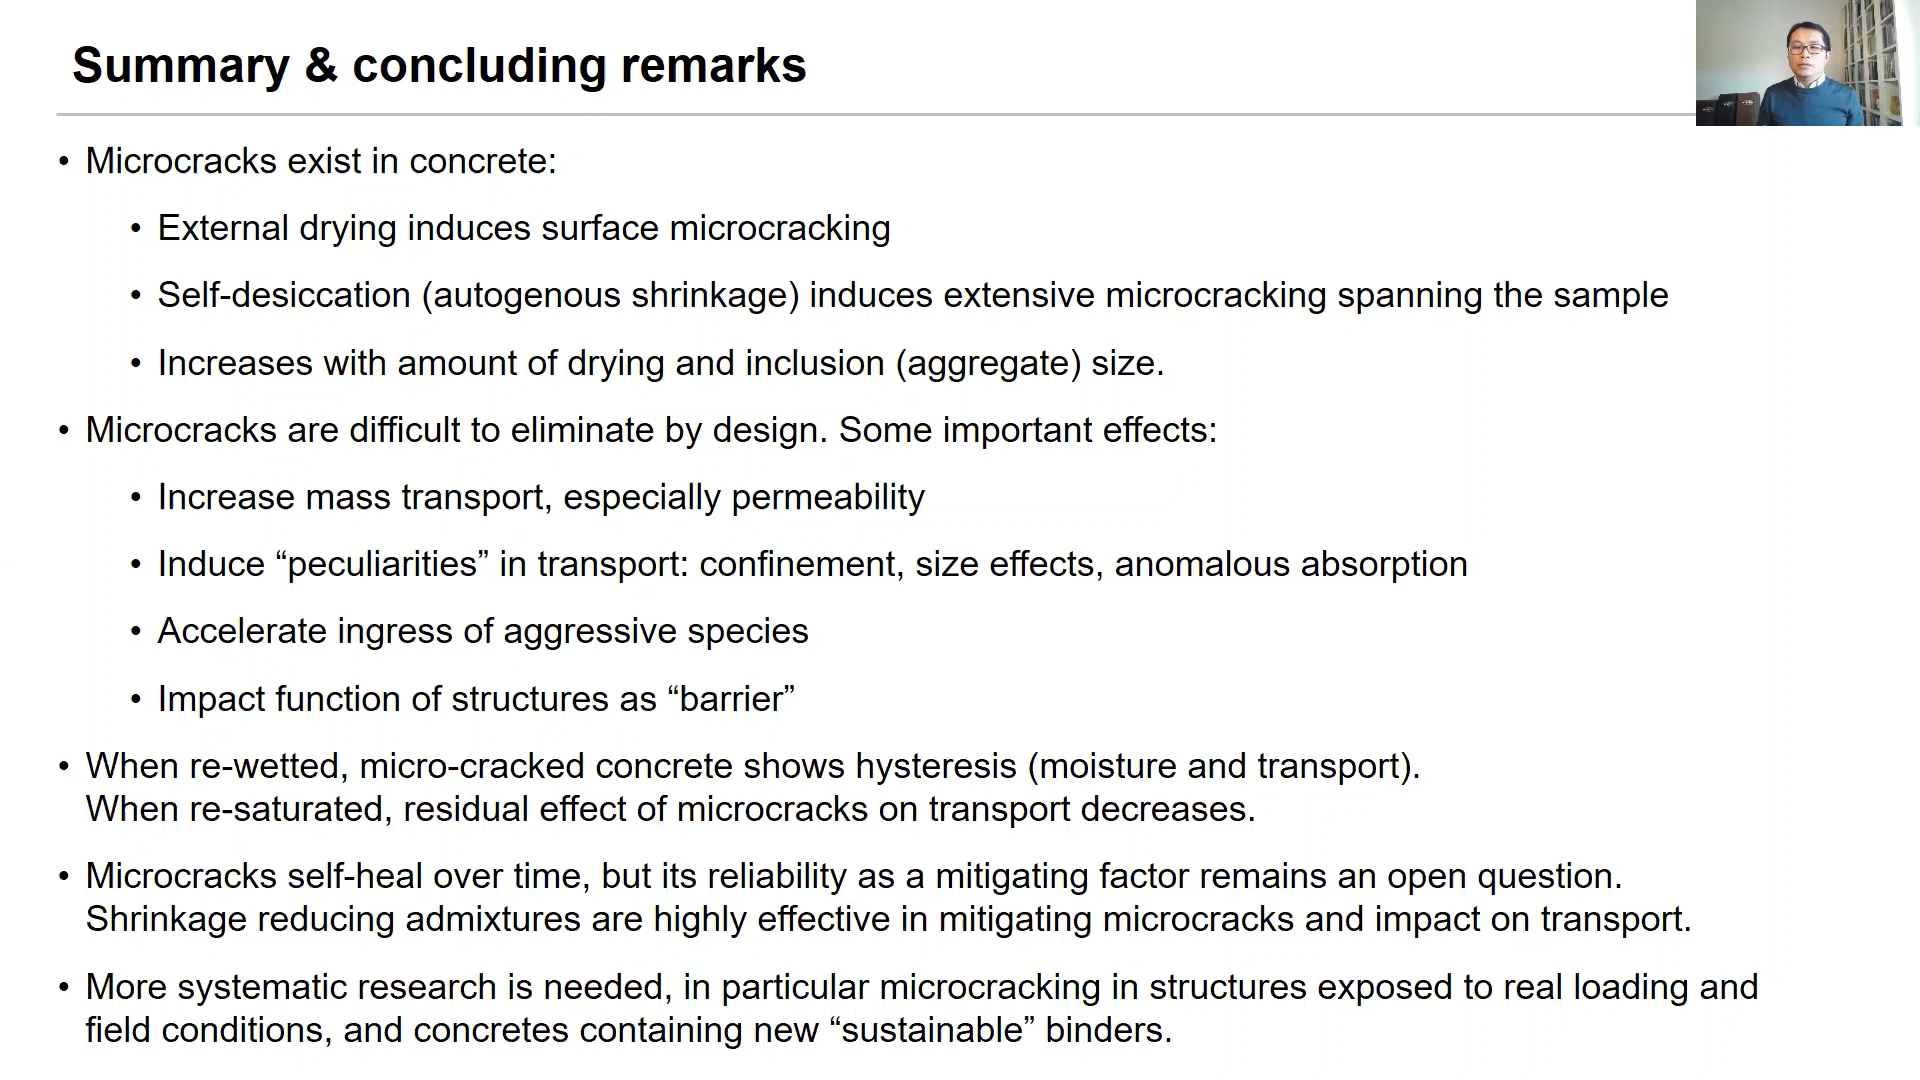 Summary & concluding remarks
• Microcracks exist in concrete:
• External drying induces surface microcracking
• Self-desiccation (autogenous shrinkage) induces extensive microcracking spanning the sample
• Increases with amount of drying and inclusion (aggregate) size.
• Microcracks are difficult to eliminate by design. Some important effects:
• Increase mass transport, especially permeability
• Induce “peculiarities” in transport: confinement, size effects, anomalous absorption
• Accelerate ingress of aggressive species
• Impact function of structures as “barrier”
• When re-wetted, micro-cracked concrete shows hysteresis (moisture and transport).
When re-saturated, residual effect of microcracks on transport decreases.
• Microcracks self-heal over time, but its reliability as a mitigating factor remains an open question.
Shrinkage reducing admixtures are highly effective in mitigating microcracks and impact on transport.
• More systematic research is needed, in particular microcracking in structures exposed to real loading and
field conditions, and concretes containing new “sustainable” binders.